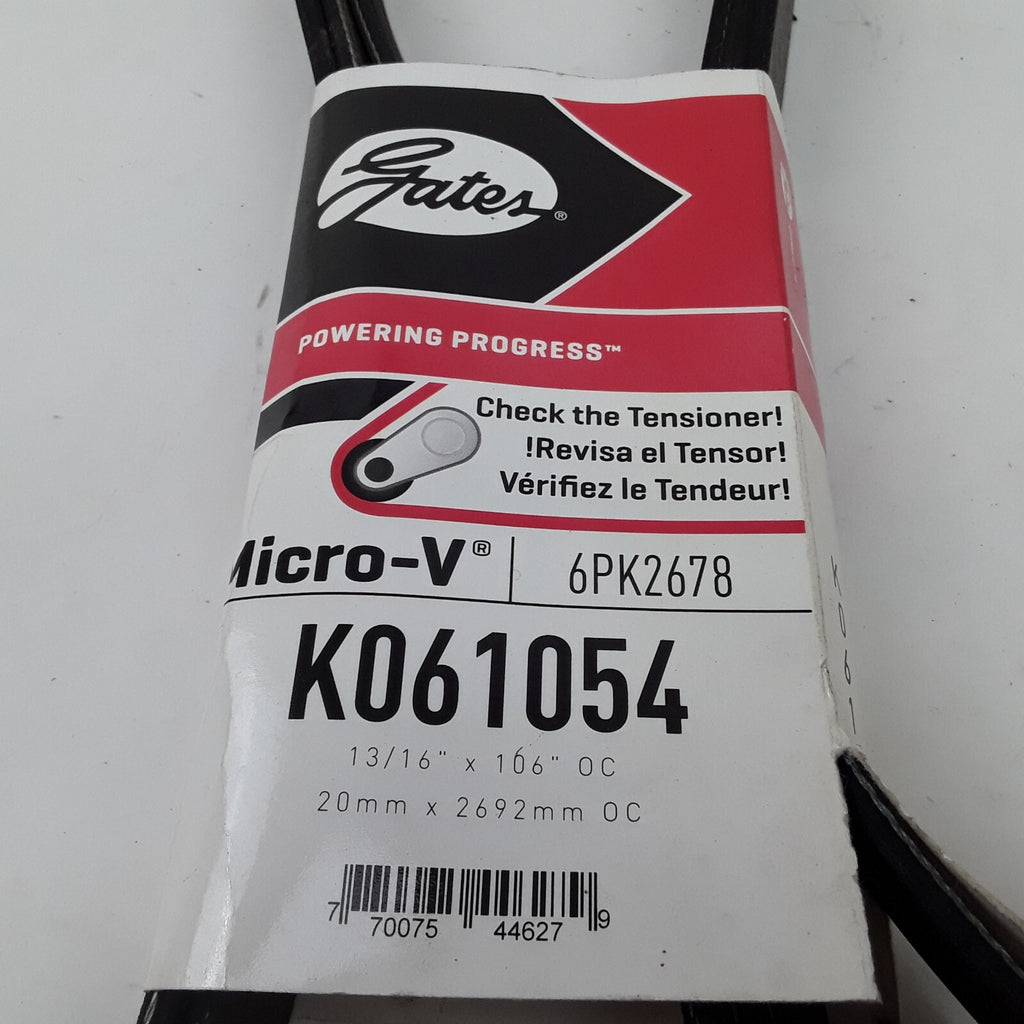 Gates®
POWERING PROGRESS™
Check the Tensioner!
!Revisa el Tensor!
Vérifiez le Tendeur!
Micro-V® 6PK2678
K061054
13/16" x 106" OC
20mm x 2692mm OC
7 70075 44627 9